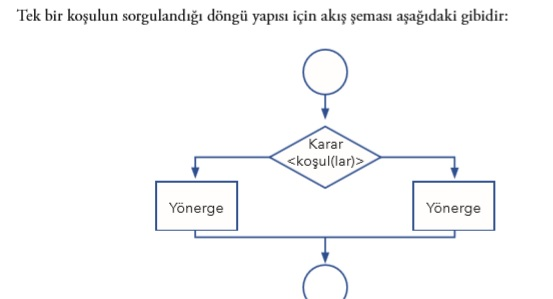 Tek bir koşulun sorgulandığı döngü yapısı için akış şeması aşağıdaki gibidir:
Karar
<koşul(lar)>
Yönerge
Yönerge